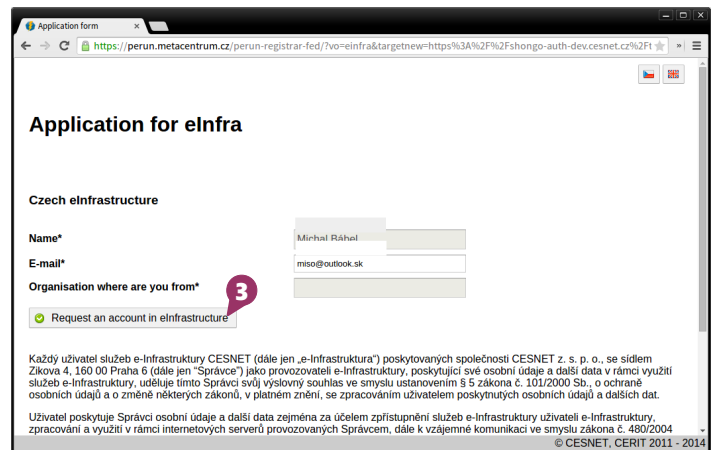 Application form
https://perun.metacentrum.cz/perun-registrar-fed/?vo=einfra&targetnew=https%3A%2F%2Fshongo-auth-dev.cesnet.cz%2Ft
Application for eInfra
Czech eInfrastructure
Name*
Michal Bábel
E-mail*
miso@outlook.sk
Organisation where are you from*
3
Request an account in eInfrastructure
Každý uživatel služeb e-Infrastruktury CESNET (dále jen „e-Infrastruktura“) poskytovaných společnosti CESNET z. s. p. o., se sídlem
Zikova 4, 160 00 Praha 6 (dále jen “Správce”) jako provozovateli e-Infrastruktury, poskytující své osobní údaje a další data v rámci využití
služeb e-Infrastruktury, uděluje tímto Správci svůj výslovný souhlas ve smyslu ustanovením § 5 zákona č. 101/2000 Sb., o ochraně
osobních údajů a o změně některých zákonů, v platném znění, se zpracováním uživatelem poskytnutých osobních údajů a dalších dat.
Uživatel poskytuje Správci osobní údaje a další data zejména za účelem zpřístupnění služeb e-Infrastruktury uživateli e-Infrastruktury,
zpracování a využití v rámci internetových serverů provozovaných Správcem, dále k vzájemné komunikaci ve smyslu zákona č. 480/2004
© CESNET, CERIT 2011 - 2014